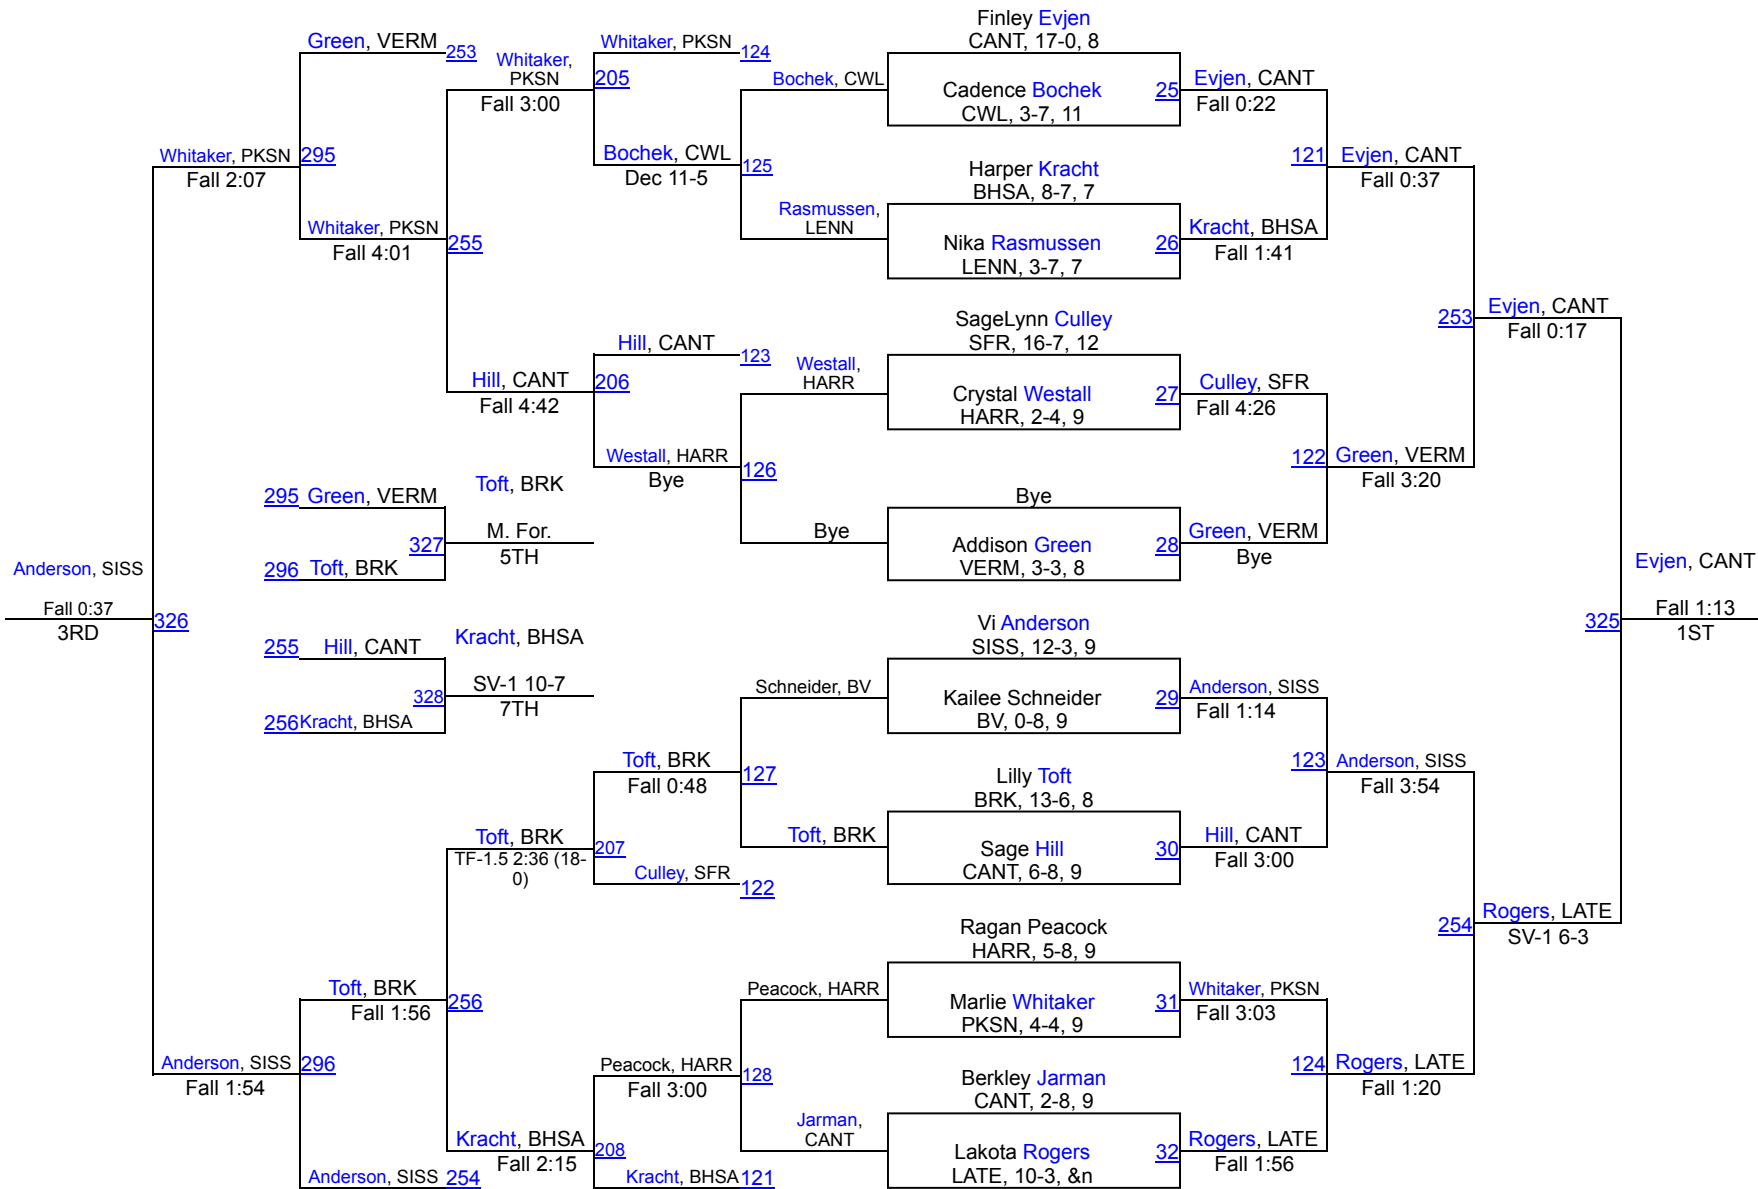 Finley Evjen
CANT, 17-0, 8
Cadence Bochek
CWL, 3-7, 11
Harper Kracht
BHSA, 8-7, 7
Nika Rasmussen
LENN, 3-7, 7
SageLynn Culley
SFR, 16-7, 12
Crystal Westall
HARR, 2-4, 9
Bye
Addison Green
VERM, 3-3, 8
Vi Anderson
SISS, 12-3, 9
Kailee Schneider
BV, 0-8, 9
Lilly Toft
BRK, 13-6, 8
Sage Hill
CANT, 6-8, 9
Ragan Peacock
HARR, 5-8, 9
Marlie Whitaker
PKSN, 4-4, 9
Berkley Jarman
CANT, 2-8, 9
Lakota Rogers
LATE, 10-3, &n
25
Evjen, CANT
Fall 0:22
26
Kracht, BHSA
Fall 1:41
27
Culley, SFR
Fall 4:26
28
Green, VERM
Bye
29
Anderson, SISS
Fall 1:14
30
Hill, CANT
Fall 3:00
31
Whitaker, PKSN
Fall 3:03
32
Rogers, LATE
Fall 1:56
121
Evjen, CANT
Fall 0:37
122
Green, VERM
Fall 3:20
123
Anderson, SISS
Fall 3:54
124
Rogers, LATE
Fall 1:20
253
Evjen, CANT
Fall 0:17
254
Rogers, LATE
SV-1 6-3
325
Evjen, CANT
Fall 1:13
1ST
Bochek, CWL
Rasmussen,
LENN
Westall,
HARR
Bye
Schneider, BV
Toft, BRK
Peacock, HARR
Jarman,
CANT
Whitaker, PKSN
124
Bochek, CWL
Dec 11-5
125
Hill, CANT
123
Westall, HARR
Bye
126
Toft, BRK
Fall 0:48
127
Culley, SFR
122
Peacock, HARR
Fall 3:00
128
Kracht, BHSA
121
Whitaker,
PKSN
Fall 3:00
205
Hill, CANT
Fall 4:42
206
Toft, BRK
TF-1.5 2:36 (18-
0)
207
Kracht, BHSA
Fall 2:15
208
Green, VERM
253
Whitaker, PKSN
Fall 4:01
255
Toft, BRK
Fall 1:56
256
Anderson, SISS
254
Whitaker, PKSN
Fall 2:07
295
Anderson, SISS
Fall 1:54
296
Anderson, SISS
Fall 0:37
3RD
326
295
Green, VERM
296
Toft, BRK
327
Toft, BRK
M. For.
5TH
255
Hill, CANT
256
Kracht, BHSA
328
Kracht, BHSA
SV-1 10-7
7TH